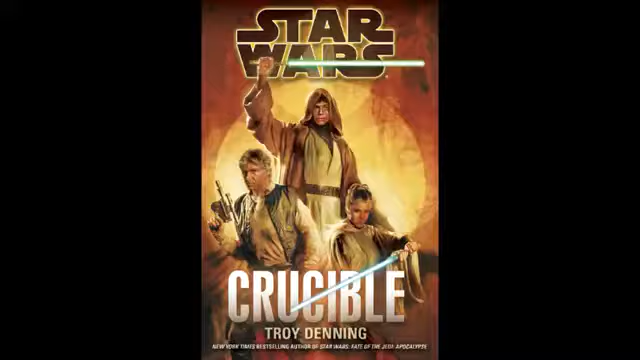 STAR
WARS
CRUCIBLE
TROY DENNING
NEW YORK TIMES BESTSELLING AUTHOR OF STAR WARS: FATE OF THE JEDI: APOCALYPSE